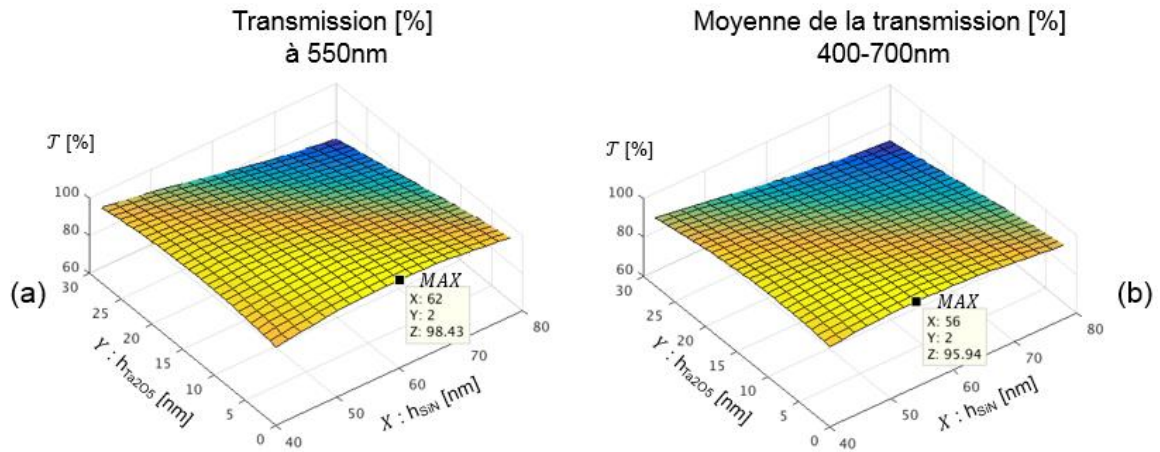 Transmission [%]
à 550nm
𝒯 [%]
100
80
60
30
25
20
15
10
5
0
Y : hTa2O5 [nm]
40
50
60
70
80
X : hSiN [nm]
MAX
X: 62
Y: 2
Z: 98.43
(a)
Moyenne de la transmission [%]
400-700nm
𝒯 [%]
100
80
60
30
25
20
15
10
5
0
Y : hTa2O5 [nm]
40
50
60
70
80
X : hSiN [nm]
MAX
X: 56
Y: 2
Z: 95.94
(b)